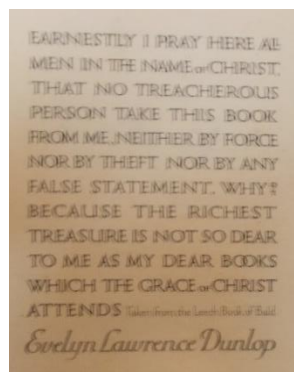 EARNESTLY I PRAY HERE ALL
MEN IN THE NAME of CHRIST,
THAT NO TREACHEROUS
PERSON TAKE THIS BOOK
FROM ME, NEITHER BY FORCE
NOR BY THEFT NOR BY ANY
FALSE STATEMENT. WHY?
BECAUSE THE RICHEST
TREASURE IS NOT SO DEAR
TO ME AS MY DEAR BOOKS
WHICH THE GRACE of CHRIST
ATTENDS Taken from the Leech Book of Bald
Evelyn Lawrence Dunlop